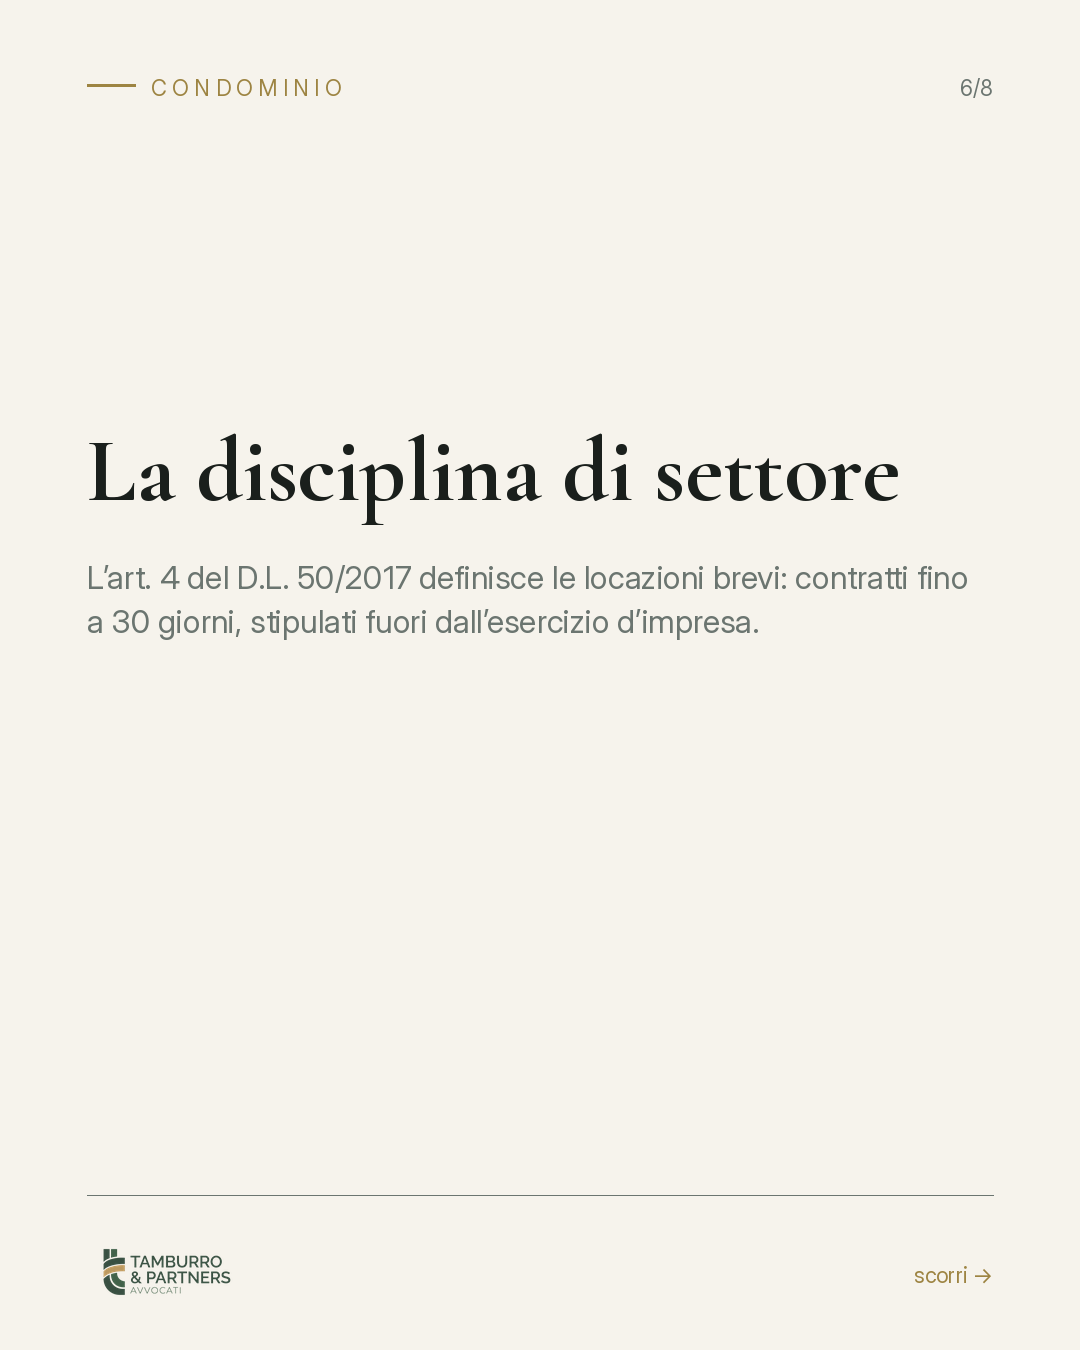 CONDOMINIO
6/8
La disciplina di settore
L’art. 4 del D.L. 50/2017 definisce le locazioni brevi: contratti fino
a 30 giorni, stipulati fuori dall’esercizio d’impresa.
TAMBURRO
& PARTNERS
AVVOCATI
scorri →